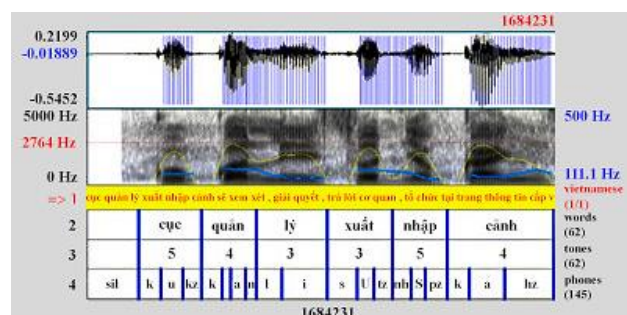 1684231
0.2199
-0.01889
-0.5452
5000 Hz 500 Hz
2764 Hz
0 Hz 111.1 Hz
=> 1 cục quản lý xuất nhập cảnh sẽ xem xét , giải quyết , trả lời cơ quan , tổ chức tại trang thông tin cấp v vietnamese (1/1)
2 cục quản lý xuất nhập cảnh words (62)
3 5 4 3 3 5 4 tones (62)
4 sil k u kz k a n l i s U tz nh S pz k a hz phones (145)
1684231